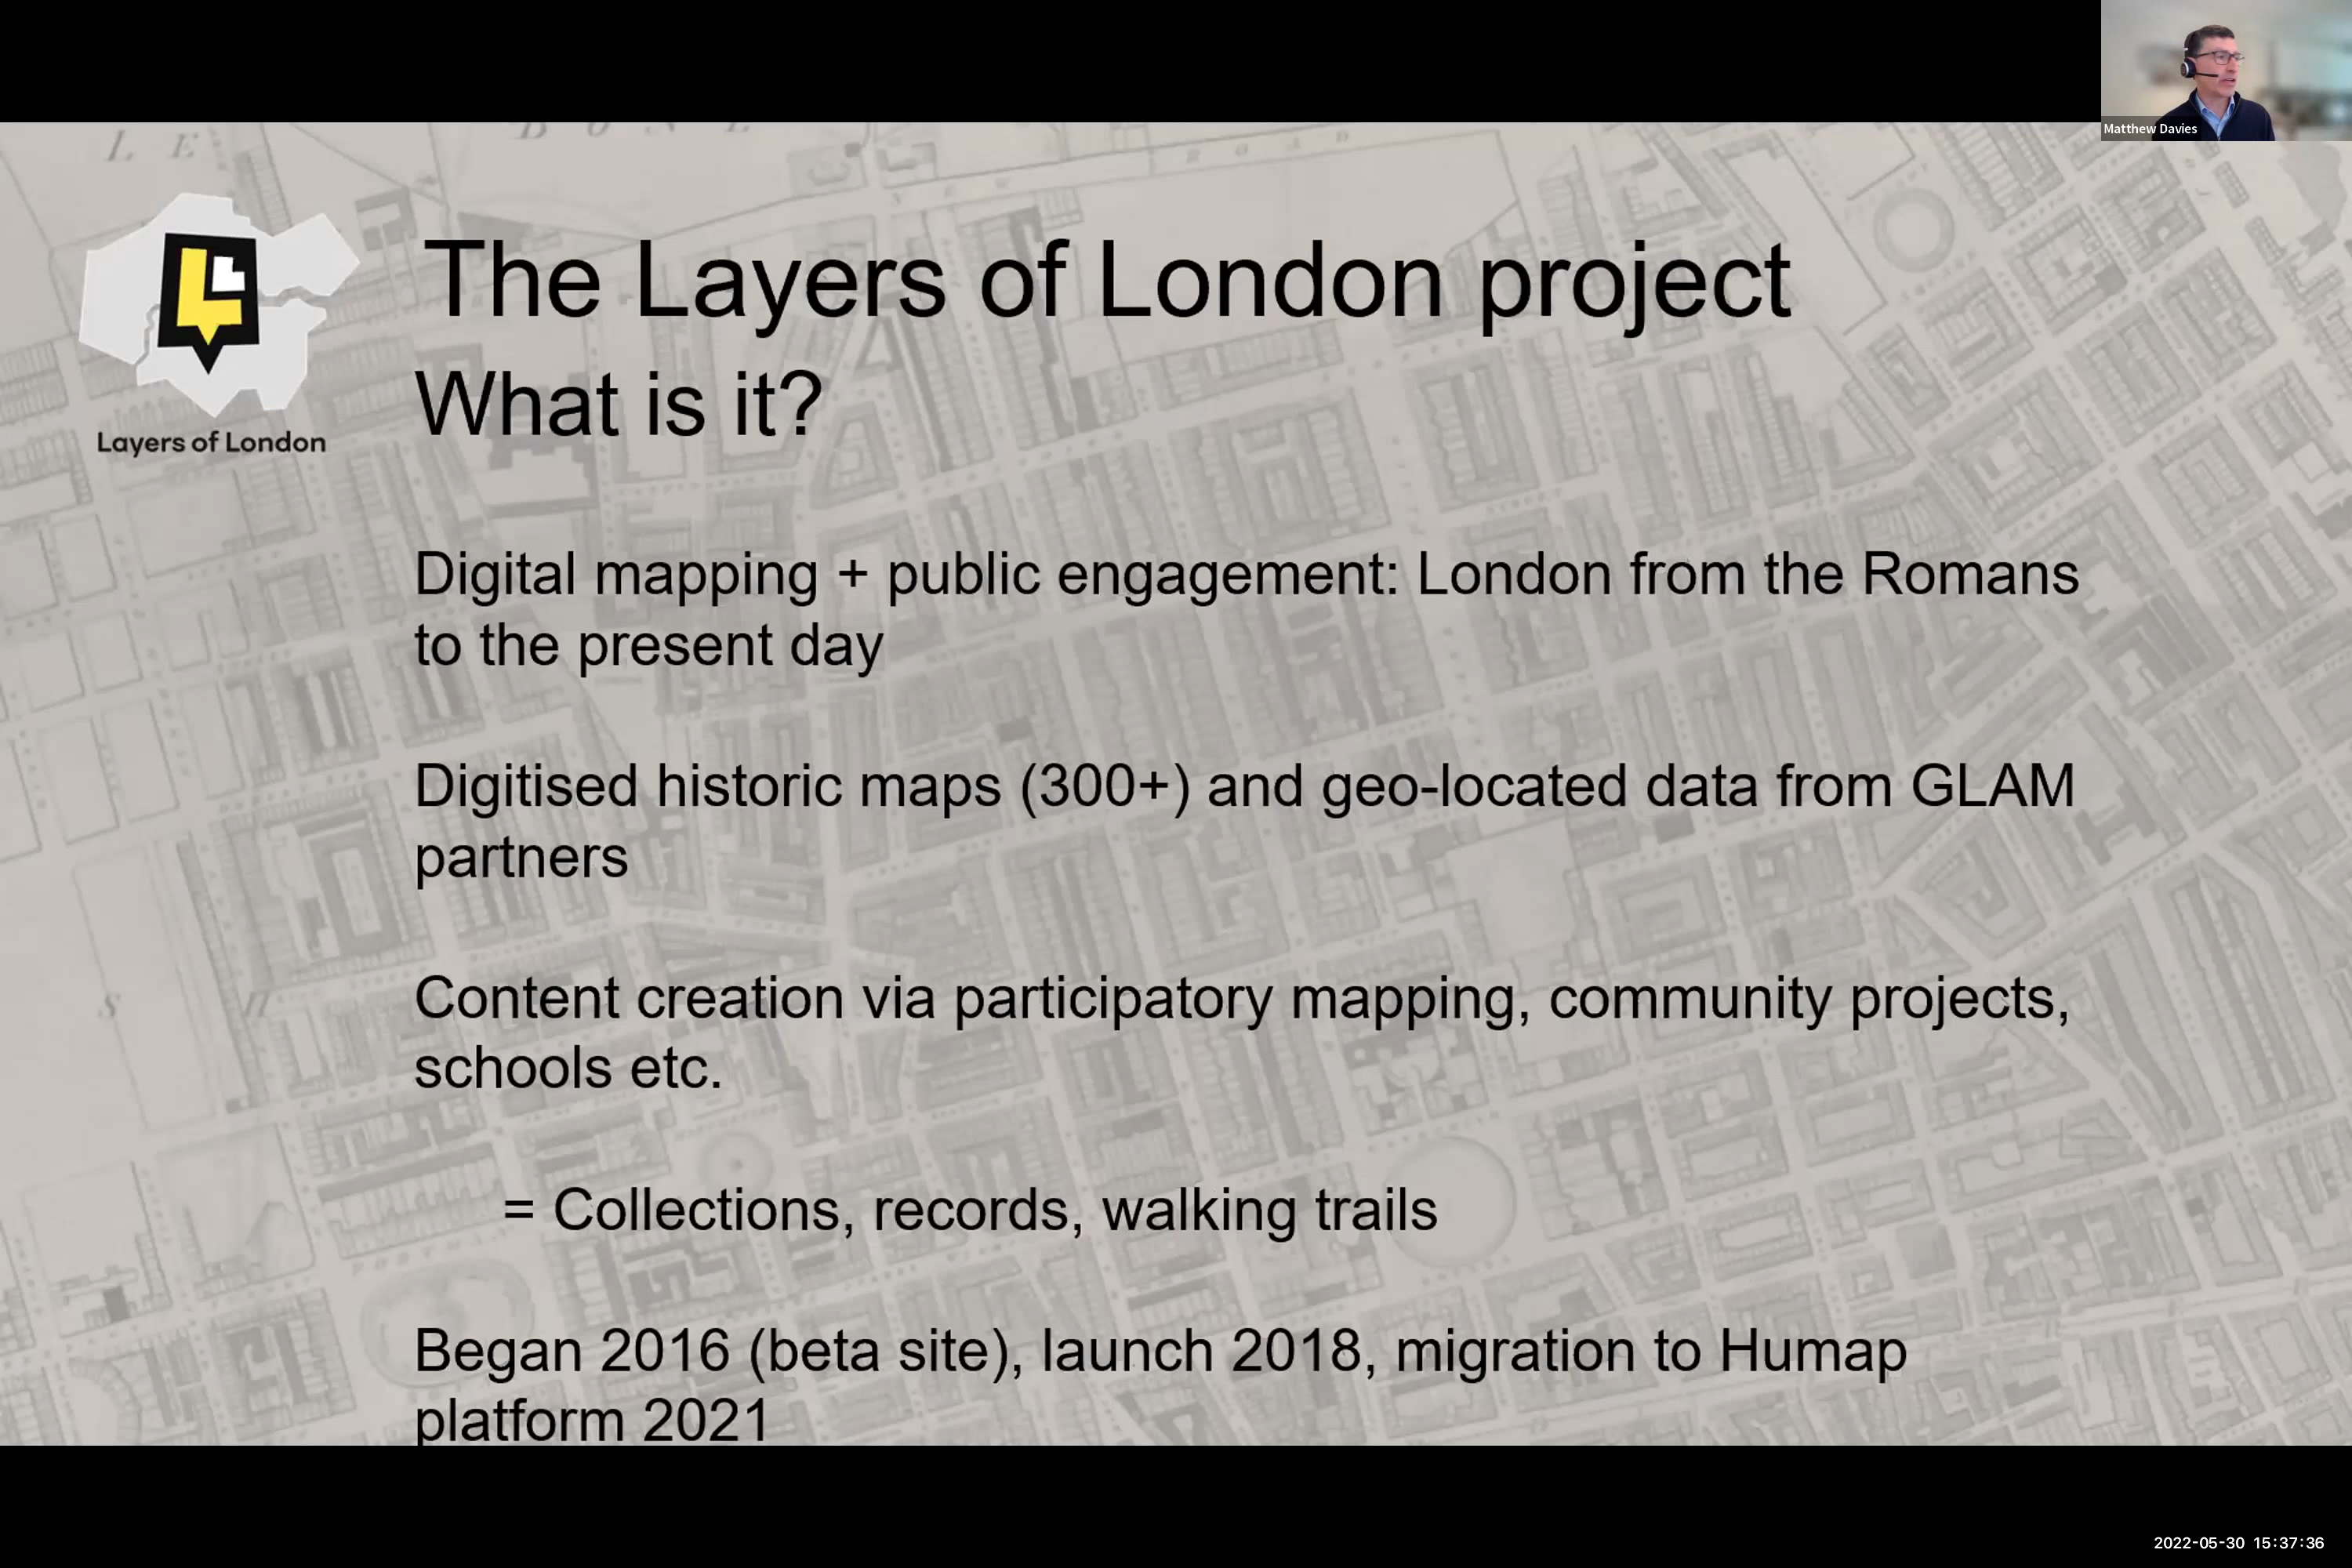 Matthew Davies
L E
The Layers of London project
What is it?
Layers of London
Digital mapping + public engagement: London from the Romans
to the present day
Digitised historic maps (300+) and geo-located data from GLAM
partners
Content creation via participatory mapping, community projects,
schools etc.
= Collections, records, walking trails
Began 2016 (beta site), launch 2018, migration to Humap
platform 2021
2022-05-30 15:37:36